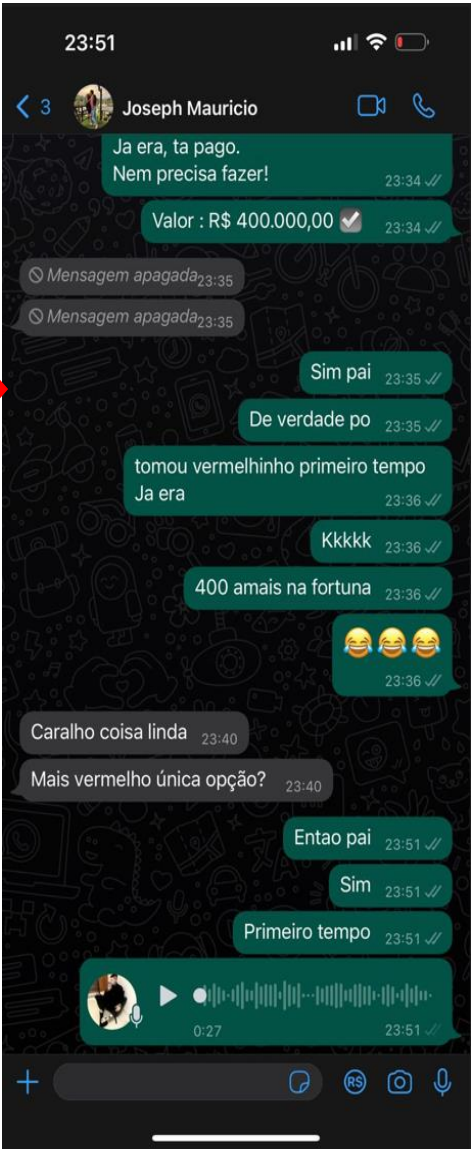 23:51
3 Joseph Mauricio
Ja era, ta pago.
Nem precisa fazer!
23:34
Valor : R$ 400.000,00 23:34
Mensagem apagada 23:35
Mensagem apagada 23:35
Sim pai 23:35
De verdade po 23:35
tomou vermelhinho primeiro tempo
Ja era
23:36
Kkkkk 23:36
400 amais na fortuna 23:36
😂😂😂
23:36
Caralho coisa linda 23:40
Mais vermelho única opção? 23:40
Entao pai 23:51
Sim 23:51
Primeiro tempo 23:51
0:27 23:51
R$